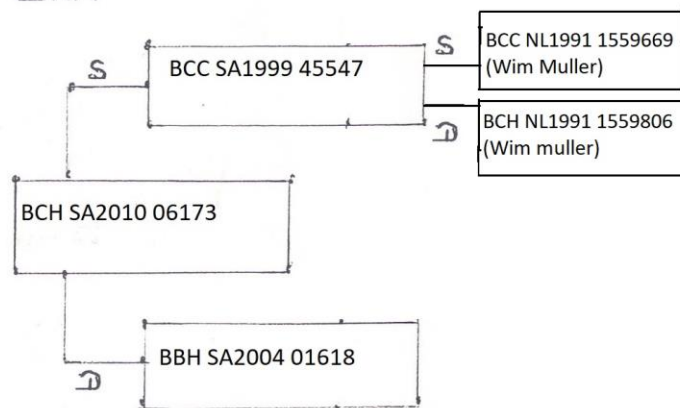 S
BCC NL1991 1559669
(Wim Muller)
BCC SA1999 45547
S
D
BCH NL1991 1559806
(Wim muller)
BCH SA2010 06173
BBH SA2004 01618
D